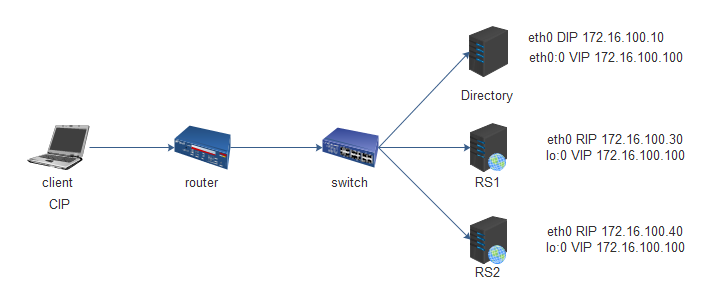 eth0 DIP 172.16.100.10
eth0:0 VIP 172.16.100.100
Directory
eth0 RIP 172.16.100.30
lo:0 VIP 172.16.100.100
client
router
switch
RS1
CIP
eth0 RIP 172.16.100.40
lo:0 VIP 172.16.100.100
RS2